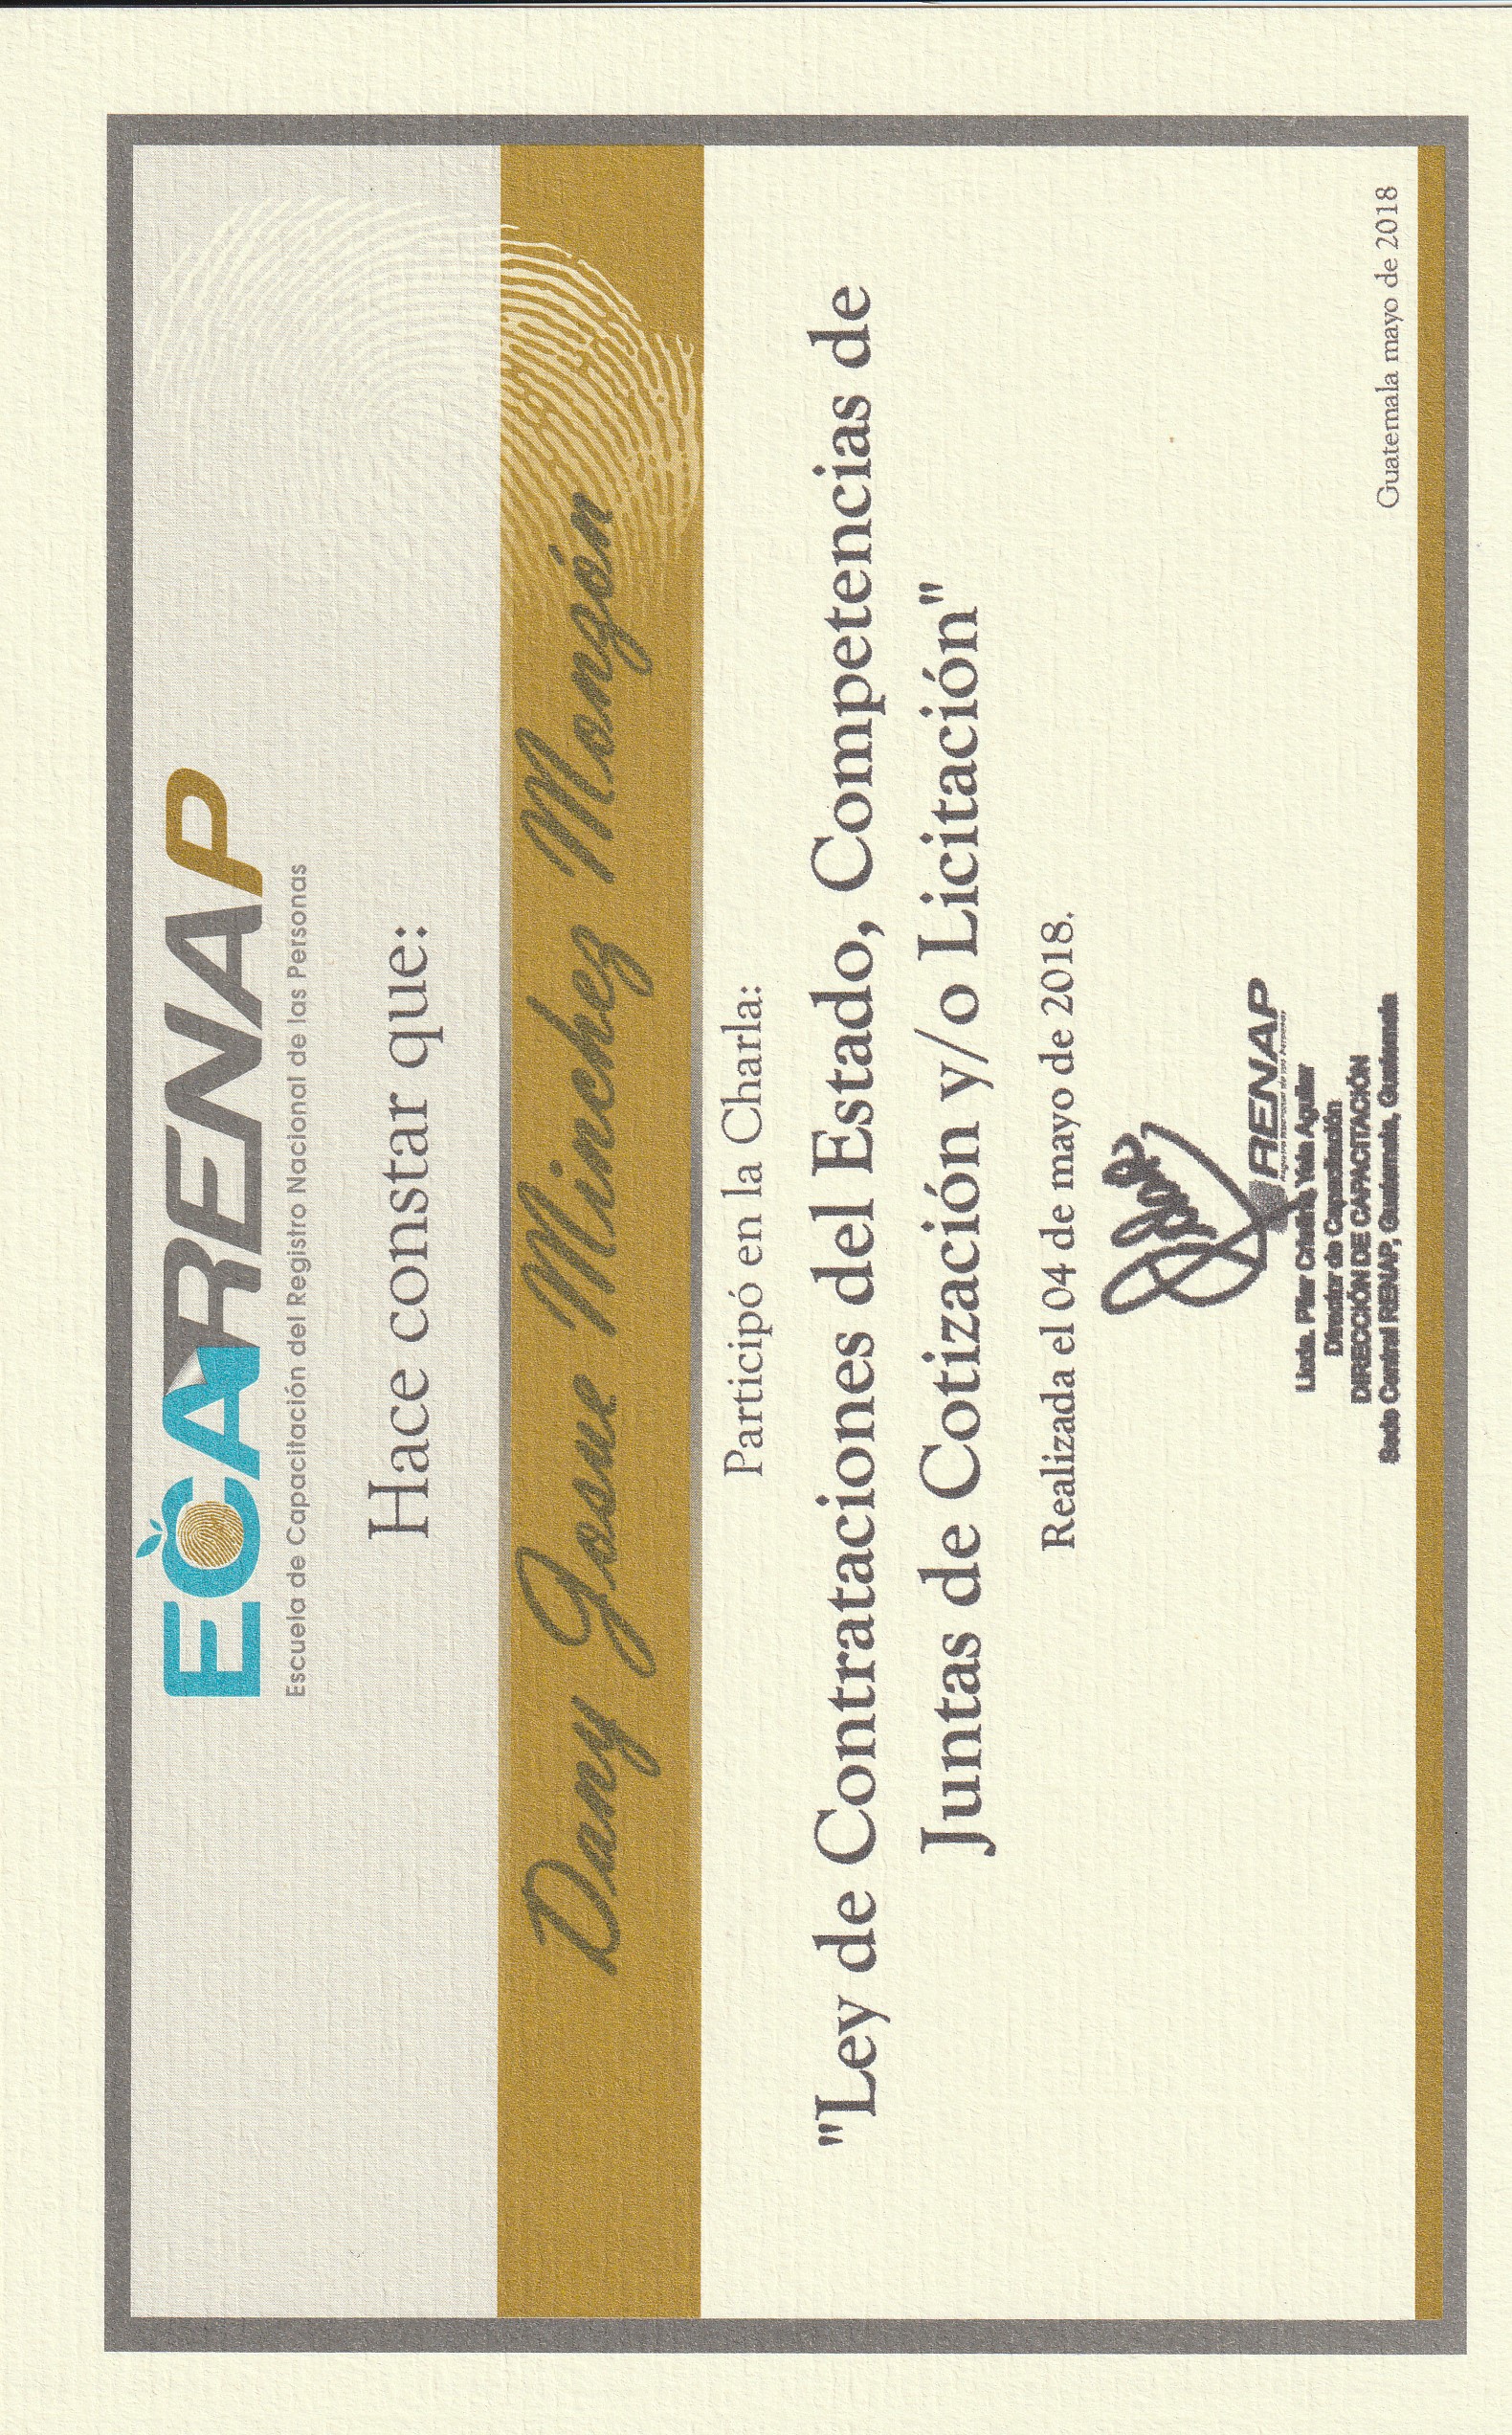 ECARENAP
Escuela de Capacitación del Registro Nacional de las Personas
Hace constar que:
Dany Josue Minchez Monzón
Participó en la Charla:
"Ley de Contrataciones del Estado, Competencias de
Juntas de Cotización y/o Licitación"
Realizada el 04 de mayo de 2018.
Pilar
RENAP
Registro Nacional de las Personas
Licda. Pilar Cristina Yela Aguilar
Director de Capacitación
DIRECCIÓN DE CAPACITACIÓN
Sede Central RENAP, Guatemala, Guatemala
Guatemala mayo de 2018